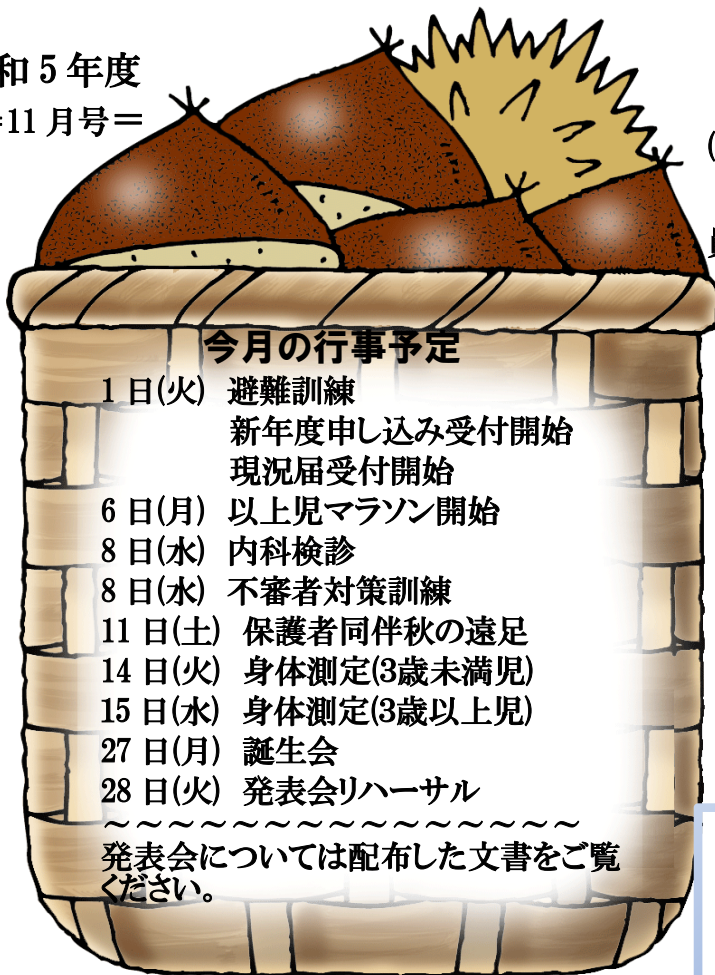 和5年度
=11月号＝
(
今月の行事予定
1日(火) 避難訓練
新年度申し込み受付開始
現況届受付開始
6日(月) 以上児マラソン開始
8日(水) 内科検診
8日(水) 不審者対策訓練
11日(土) 保護者同伴秋の遠足
14日(火) 身体測定(3歳未満児)
15日(水) 身体測定(3歳以上児)
27日(月) 誕生会
28日(火) 発表会リハーサル
～～～～～～～～～～～～～～～
発表会については配布した文書をご覧
ください。